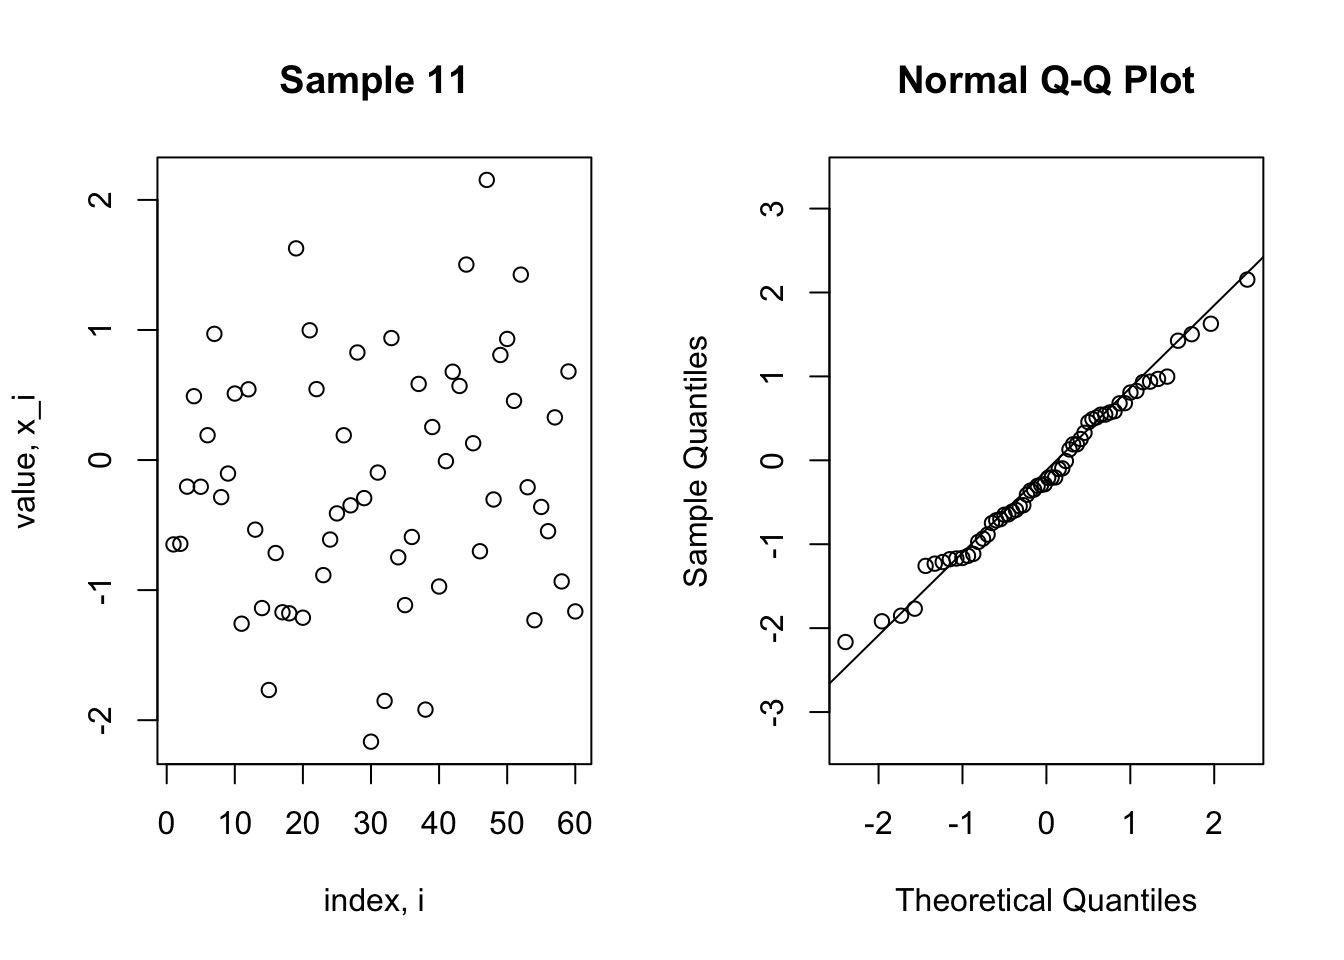 Sample 11
value, x_i
2
1
0
-1
-2
0 10 20 30 40 50 60
index, i
Normal Q-Q Plot
Sample Quantiles
3
2
1
0
-1
-2
-3
-2 -1 0 1 2
Theoretical Quantiles